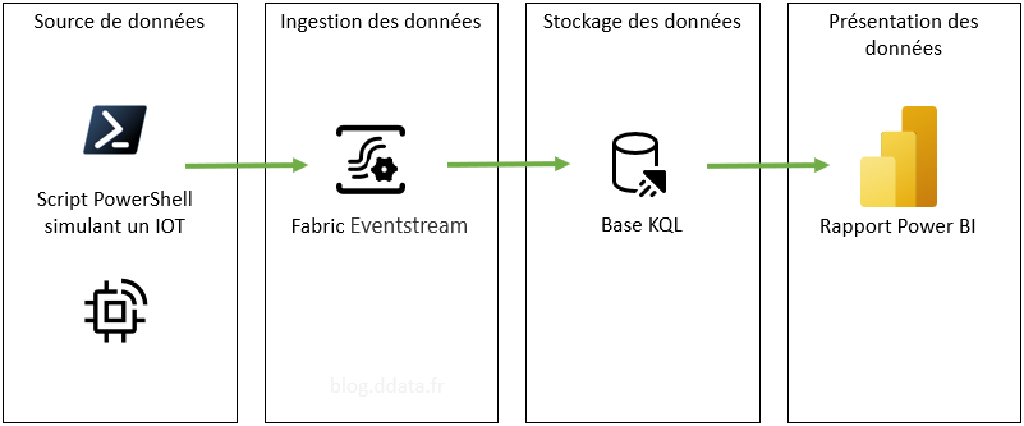 Source de données
Script PowerShell
simulant un IOT
Ingestion des données
Fabric Eventstream
blog.ddata.fr
Stockage des données
Base KQL
Présentation des
données
Rapport Power BI